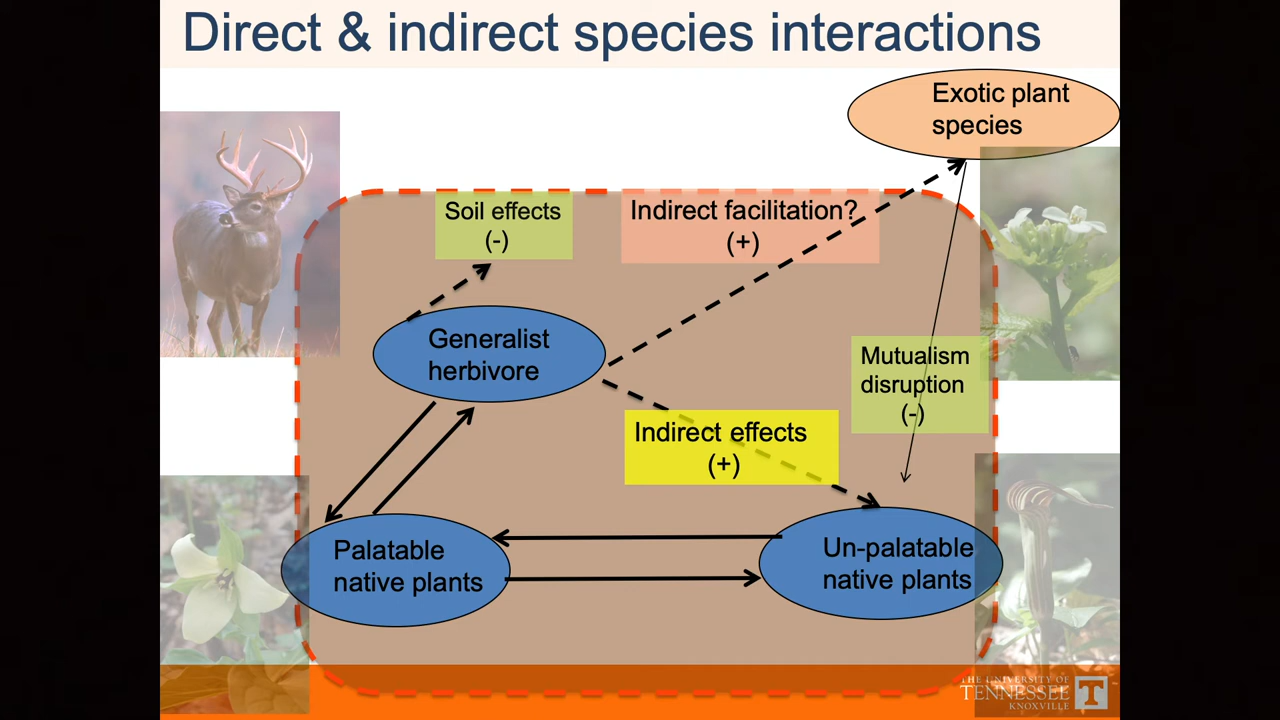 Direct & indirect species interactions
Exotic plant
species
Soil effects
(-)
Indirect facilitation?
(+)
Generalist
herbivore
Mutualism
disruption
(-)
Indirect effects
(+)
Palatable
native plants
Un-palatable
native plants
THE UNIVERSITY OF
TENNESSEE
KNOXVILLE
T